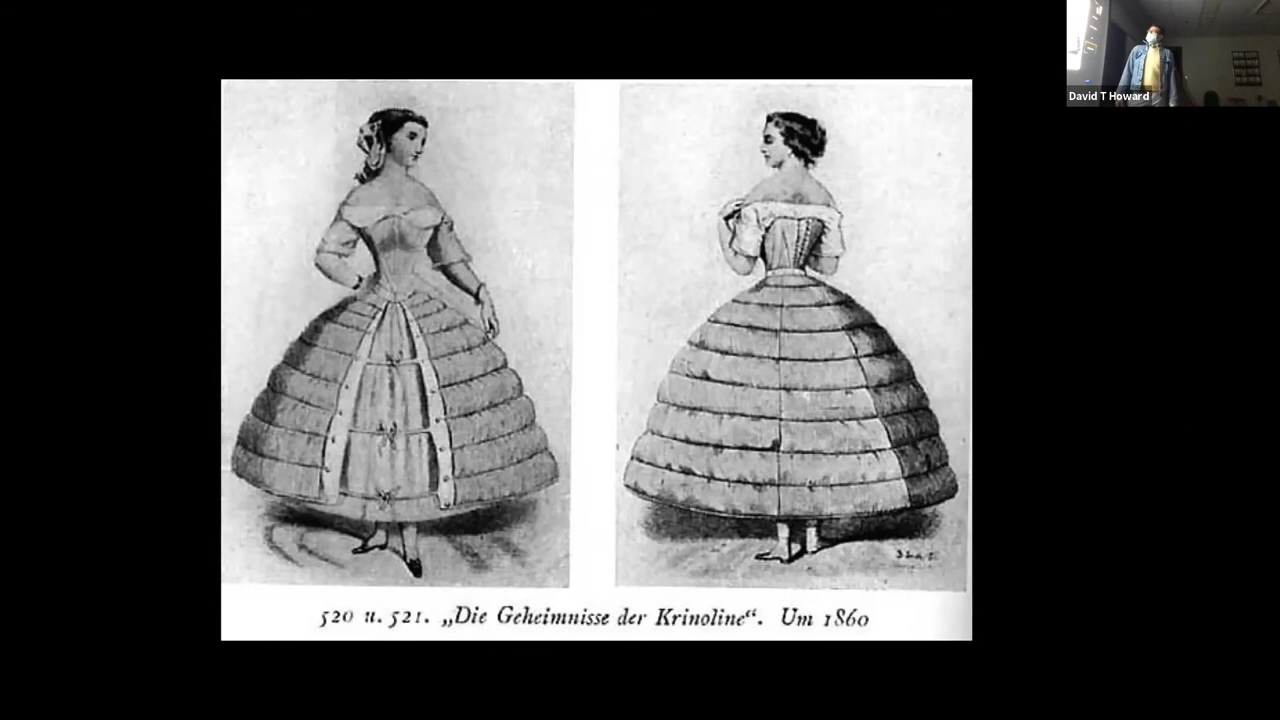 David T Howard
520 u. 521. „Die Geheimnisse der Krinoline“. Um 1860